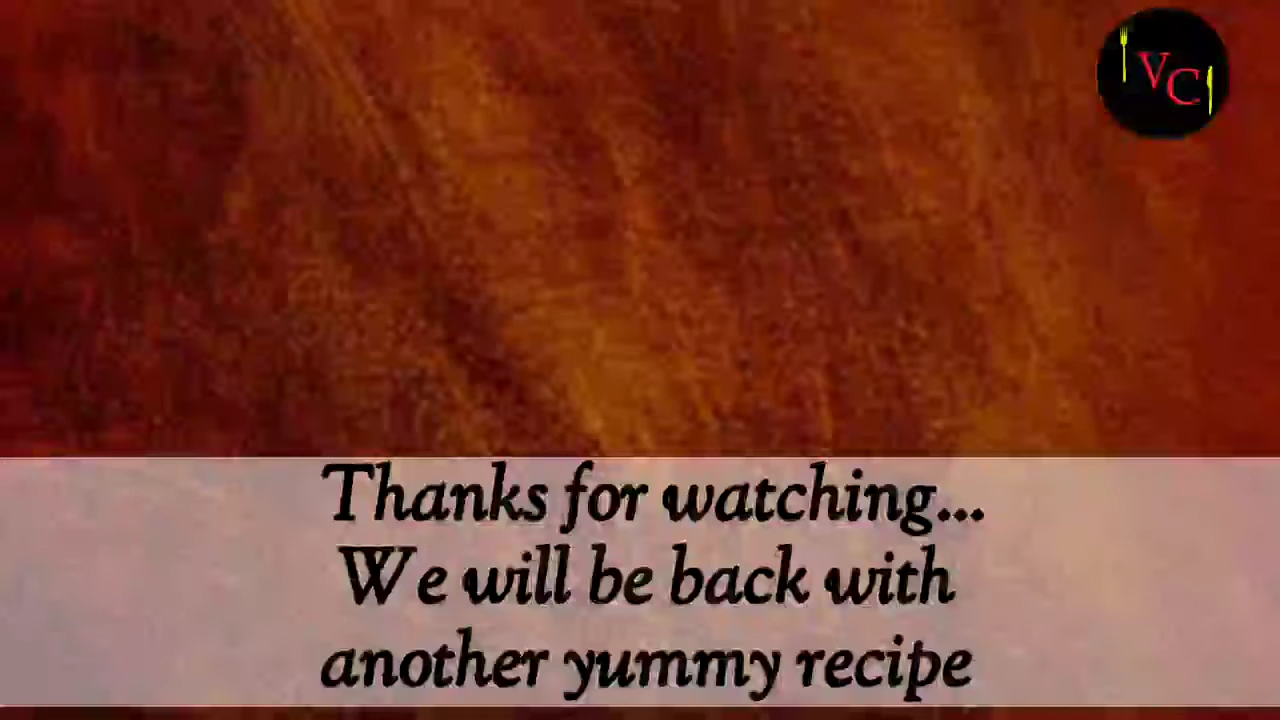 VC
Thanks for watching...
We will be back with
another yummy recipe